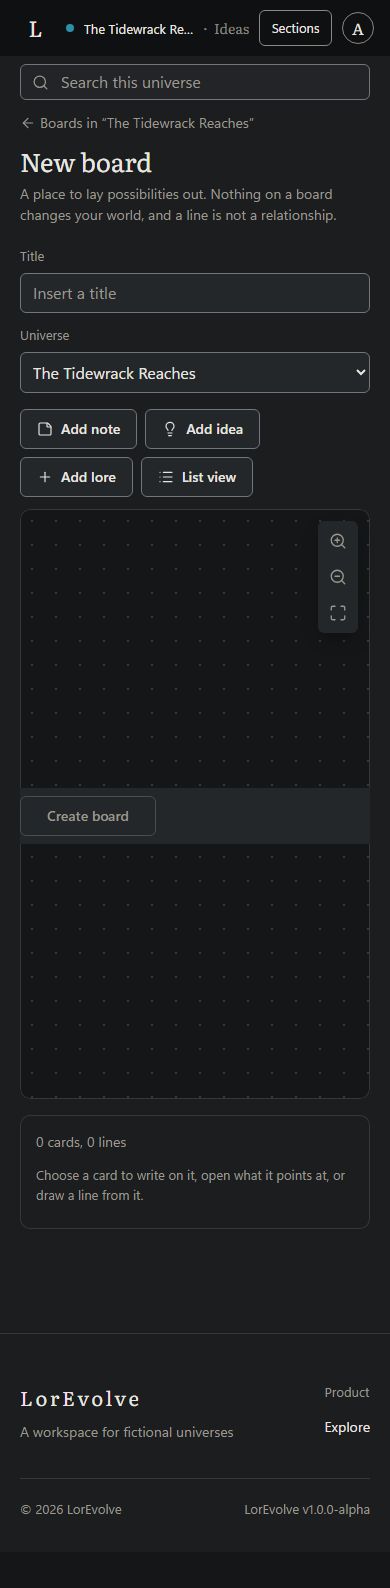 L
The Tidewrack Re... · Ideas
Sections
A
Search this universe
← Boards in “The Tidewrack Reaches”
New board
A place to lay possibilities out. Nothing on a board
changes your world, and a line is not a relationship.
Title
Insert a title
Universe
The Tidewrack Reaches
Add note
Add idea
Add lore
List view
Create board
0 cards, 0 lines
Choose a card to write on it, open what it points at, or
draw a line from it.
LorEvolve
A workspace for fictional universes
Product
Explore
© 2026 LorEvolve
LorEvolve v1.0.0-alpha